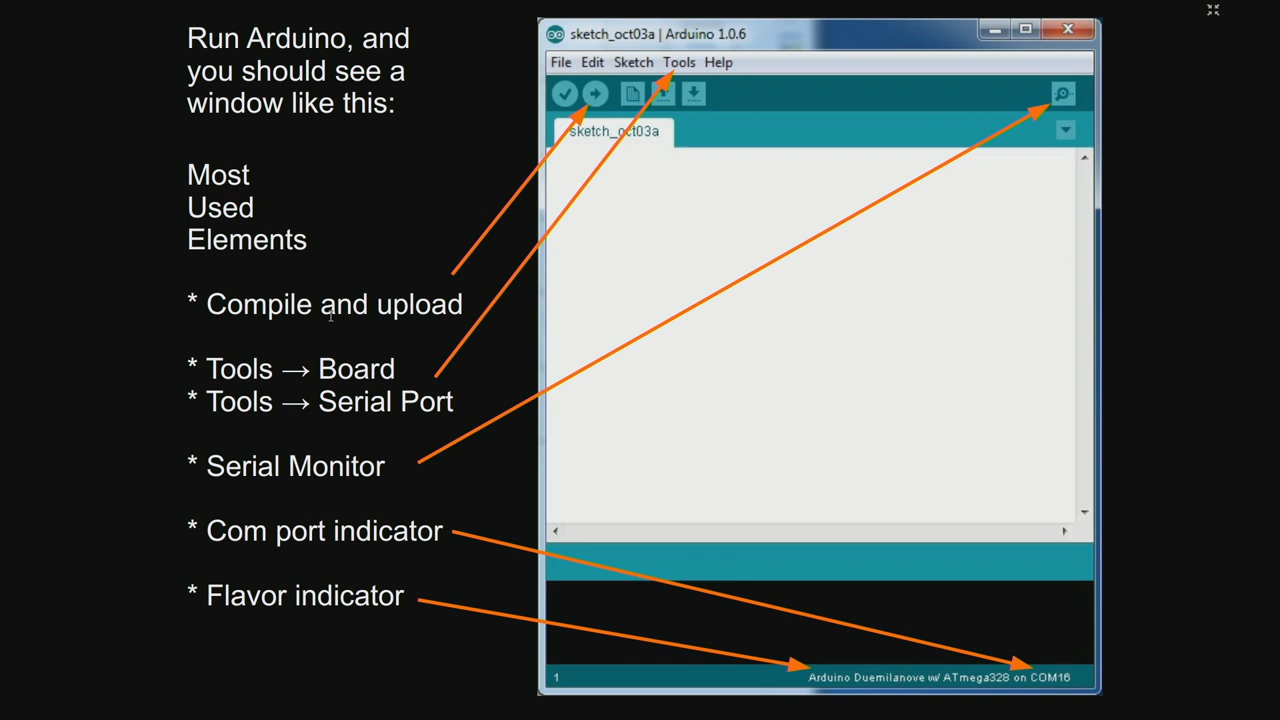 Run Arduino, and
you should see a
window like this:
Most
Used
Elements
* Compile and upload
* Tools → Board
* Tools → Serial Port
* Serial Monitor
* Com port indicator
* Flavor indicator
sketch_oct03a | Arduino 1.0.6
File Edit Sketch Tools Help
sketch_oct03a
1
Arduino Duemilanove w/ ATmega328 on COM16